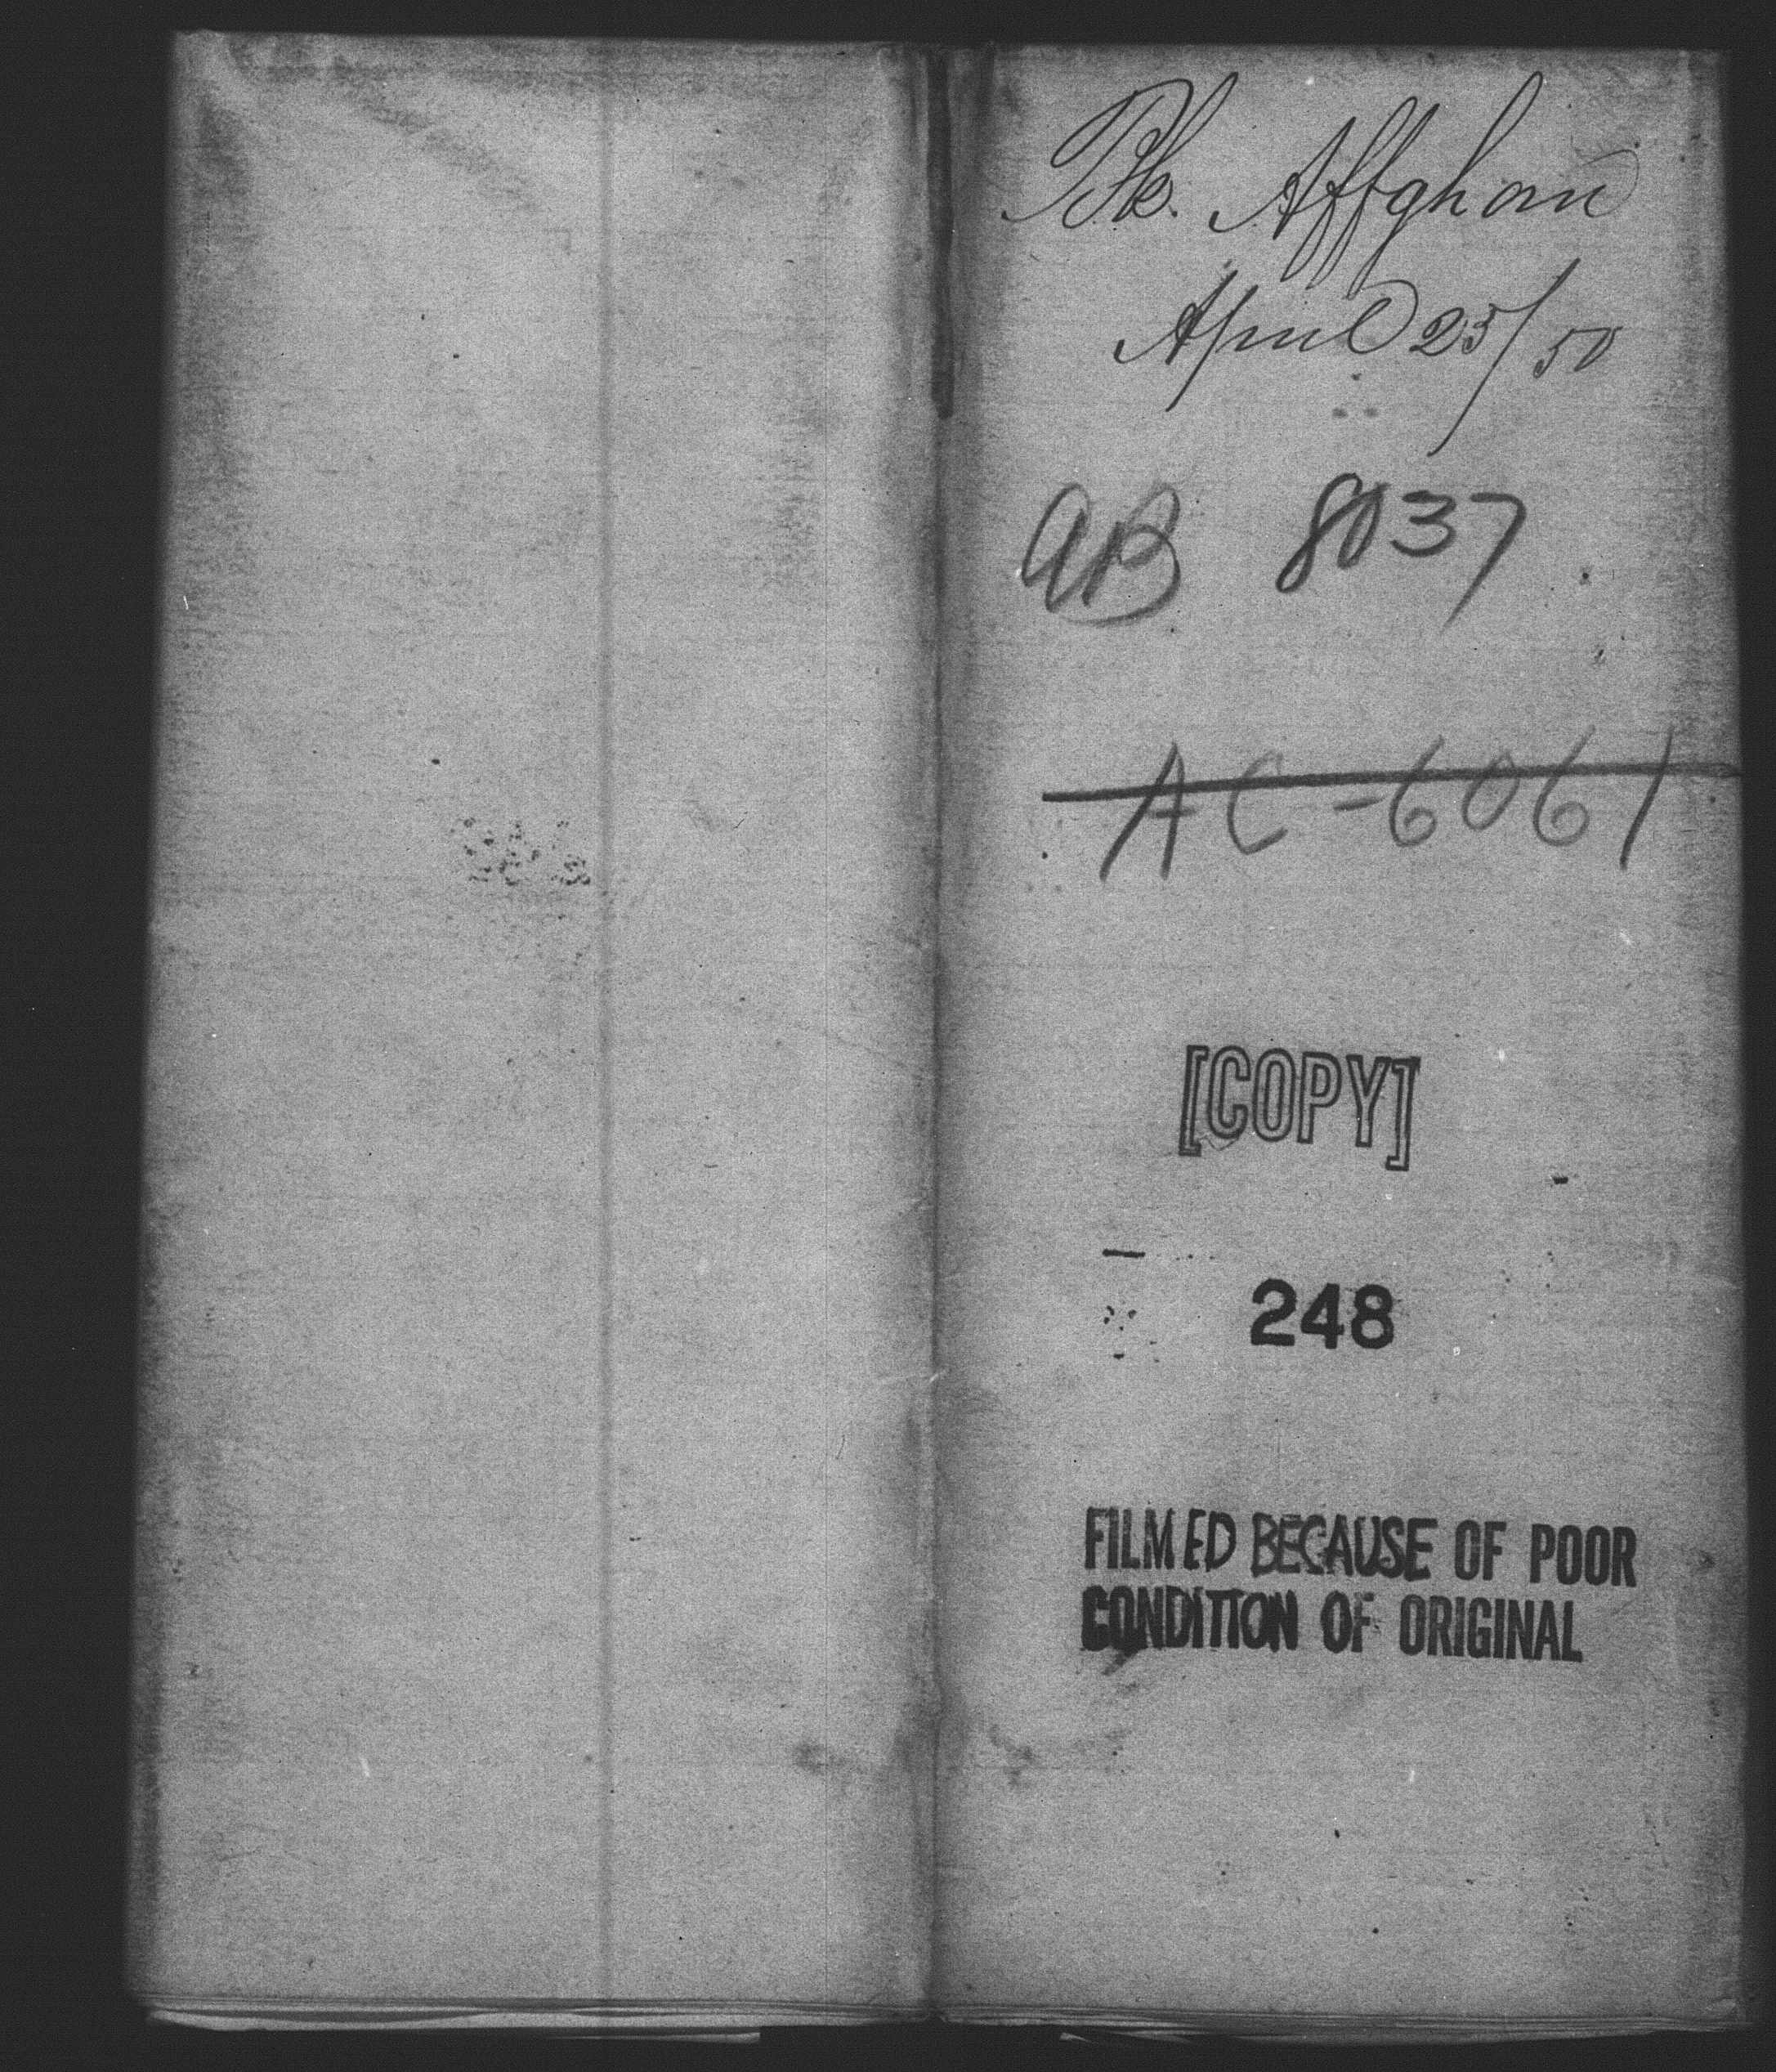 Bk. Affghan
April 25/50
AB 8037
AC-6061
[COPY]
248
FILMED BECAUSE OF POOR
CONDITION OF ORIGINAL